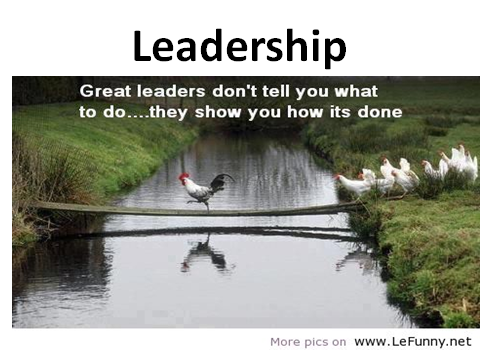 Leadership
Great leaders don't tell you what
to do....they show you how its done
More pics on www.LeFunny.net